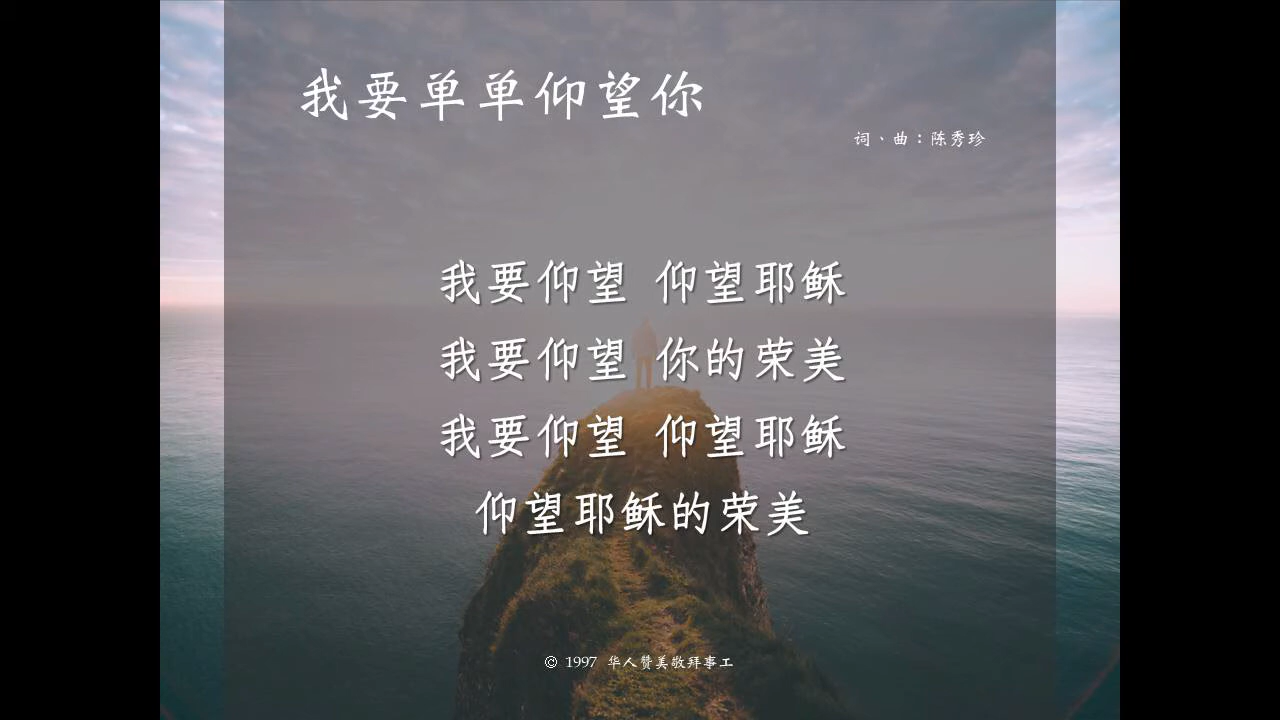 我要单单仰望你
词、曲：陈秀珍
我要仰望 仰望耶稣
我要仰望 你的荣美
我要仰望 仰望耶稣
仰望耶稣的荣美
© 1997 华人赞美敬拜事工